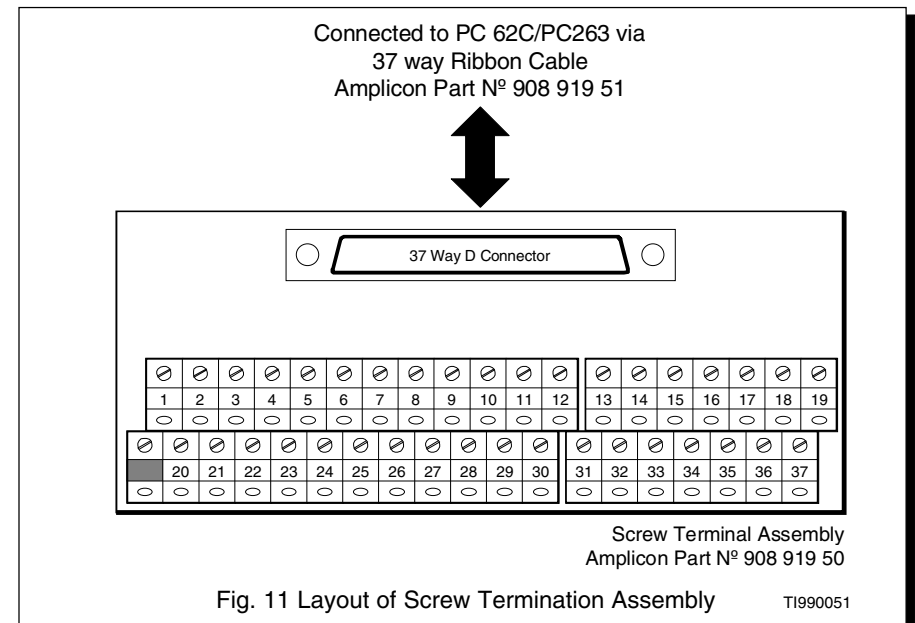 Connected to PC 62C/PC263 via
37 way Ribbon Cable
Amplicon Part Nº 908 919 51
37 Way D Connector
1 2 3 4 5 6 7 8 9 10 11 12 13 14 15 16 17 18 19
20 21 22 23 24 25 26 27 28 29 30 31 32 33 34 35 36 37
Screw Terminal Assembly
Amplicon Part Nº 908 919 50
Fig. 11 Layout of Screw Termination Assembly TI990051